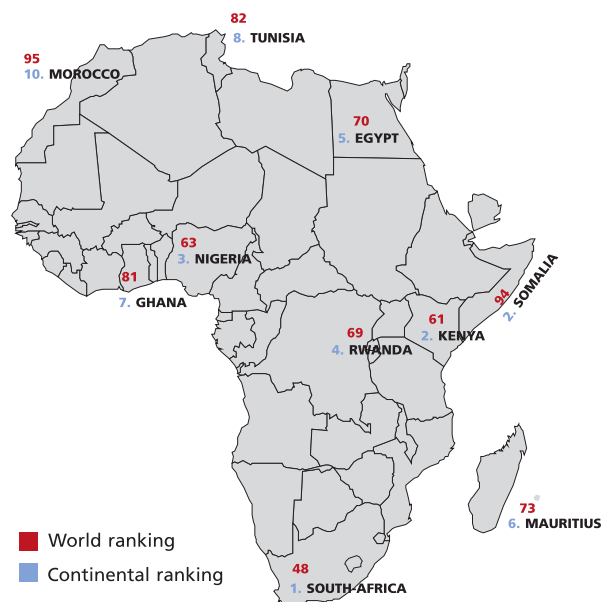 82
8. TUNISIA
95
10. MOROCCO
70
5. EGYPT
63
3. NIGERIA
81
7. GHANA
94
2. SOMALIA
61
2. KENYA
69
4. RWANDA
73
6. MAURITIUS
World ranking
Continental ranking
48
1. SOUTH-AFRICA